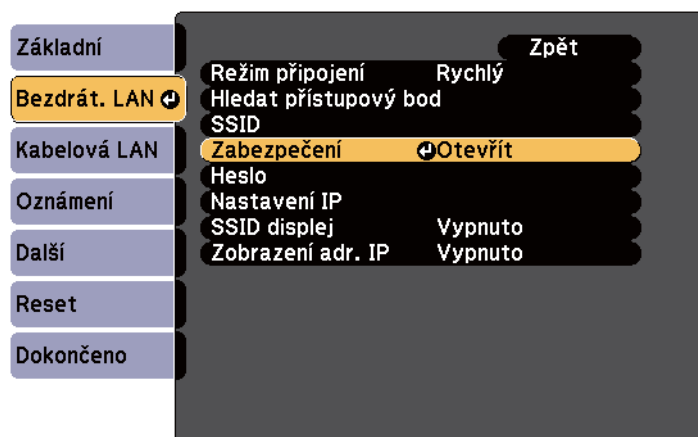 Základní
Bezdrát. LAN
Kabelová LAN
Oznámení
Další
Reset
Dokončeno
Zpět
Režim připojení Rychlý
Hledat přístupový bod
SSID
Zabezpečení Otevřít
Heslo
Nastavení IP
SSID displej Vypnuto
Zobrazení adr. IP Vypnuto